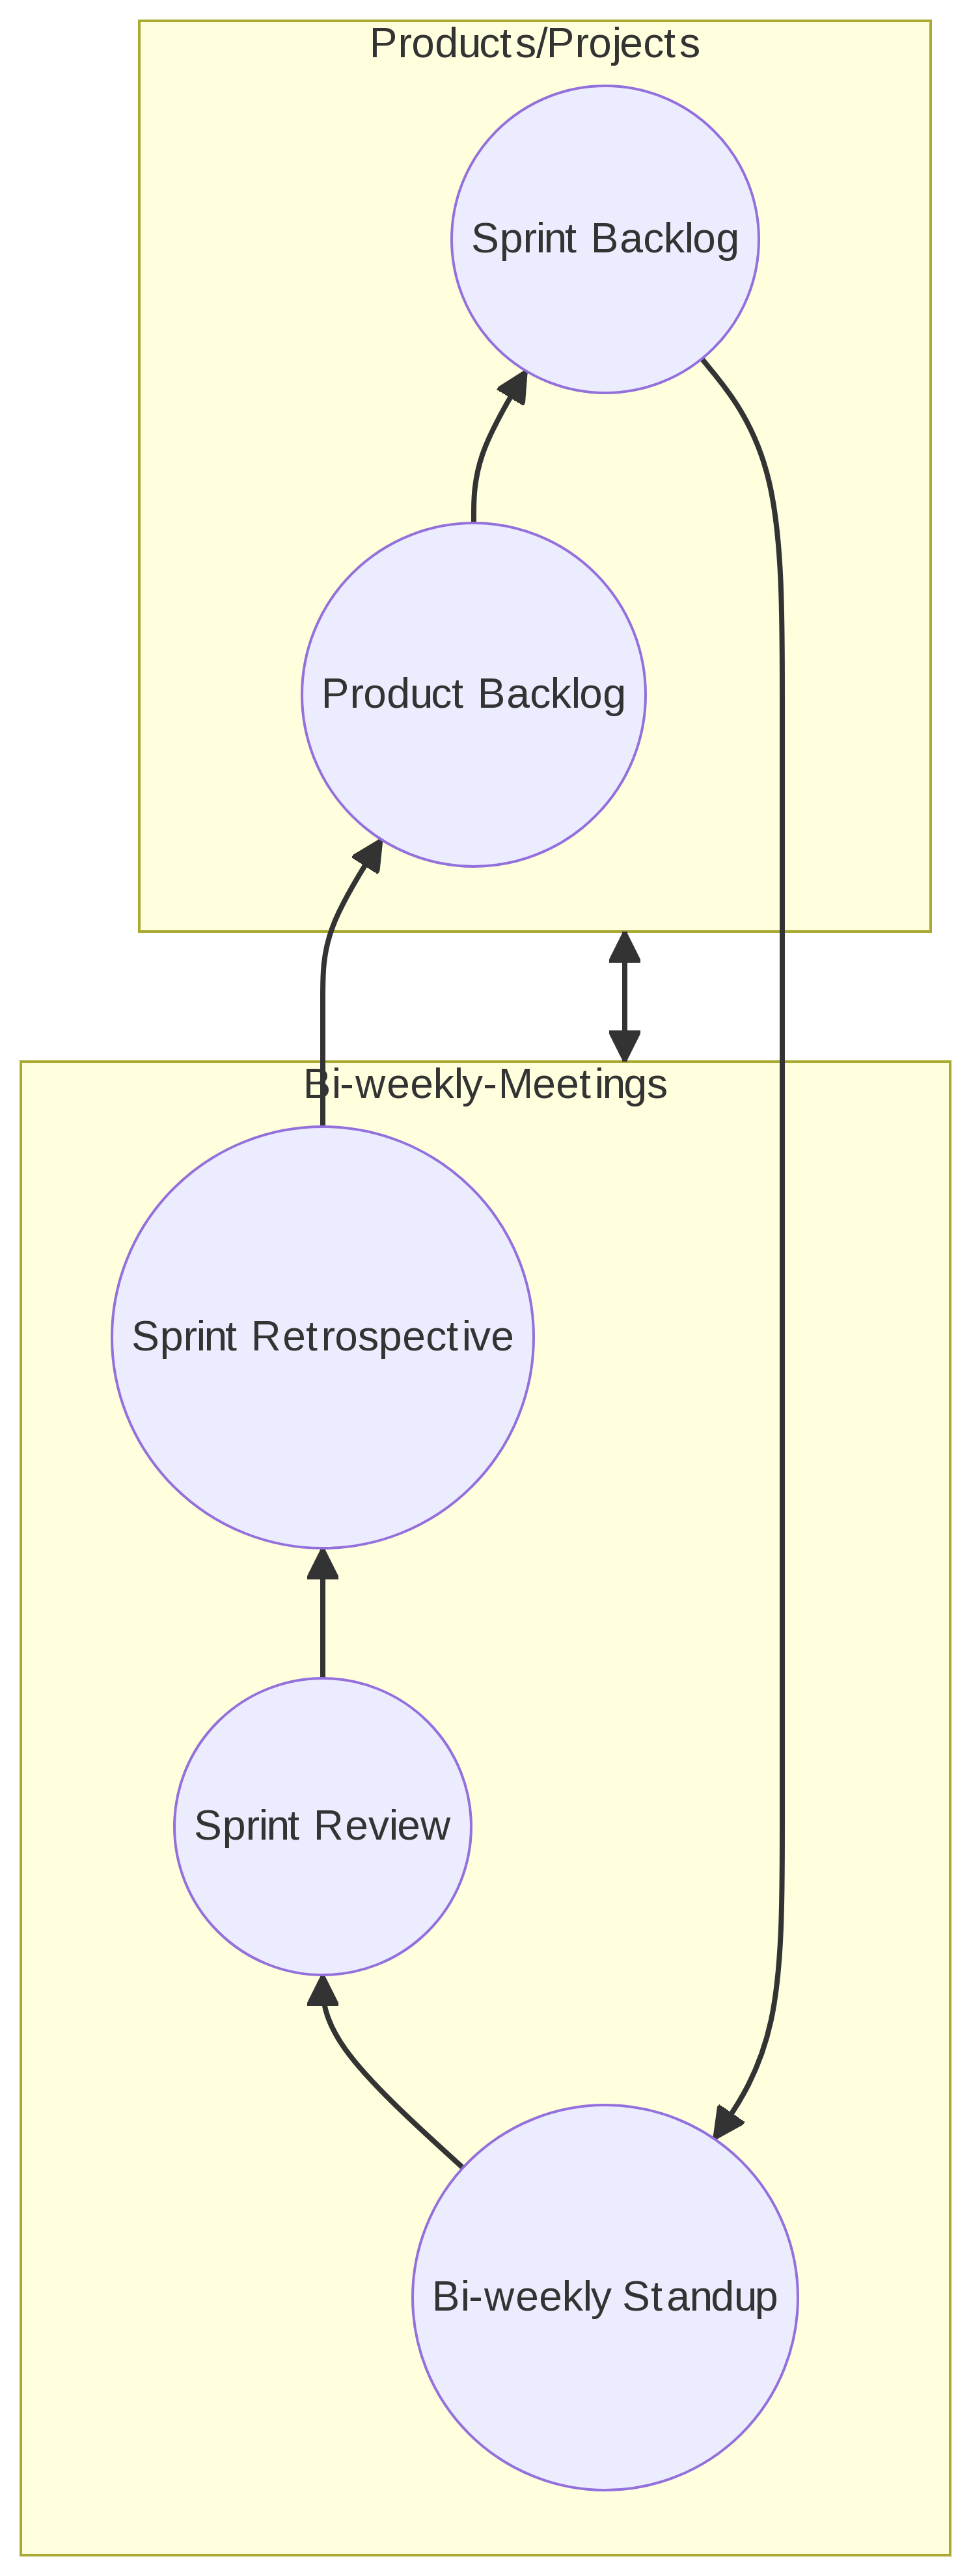 Products/Projects
Sprint Backlog
Product Backlog
Bi-weekly-Meetings
Sprint Retrospective
Sprint Review
Bi-weekly Standup